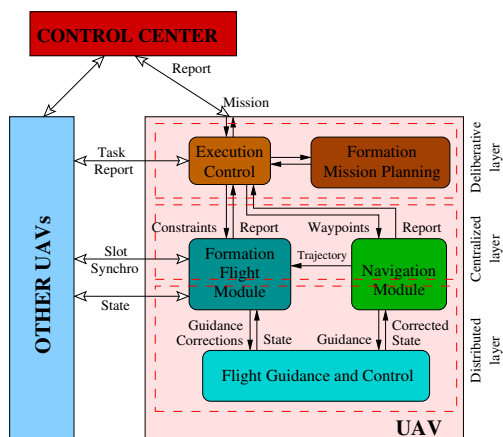 CONTROL CENTER
Report
Mission
OTHER UAVs
Task
Report
Execution
Control
Formation
Mission Planning
Deliberative
layer
Constraints
Report
Waypoints
Report
Slot
Synchro
Formation
Flight
Module
Trajectory
Navigation
Module
Centralized
layer
State
Guidance
Corrections
State
Guidance
Corrected
State
Flight Guidance and Control
Distributed
layer
UAV